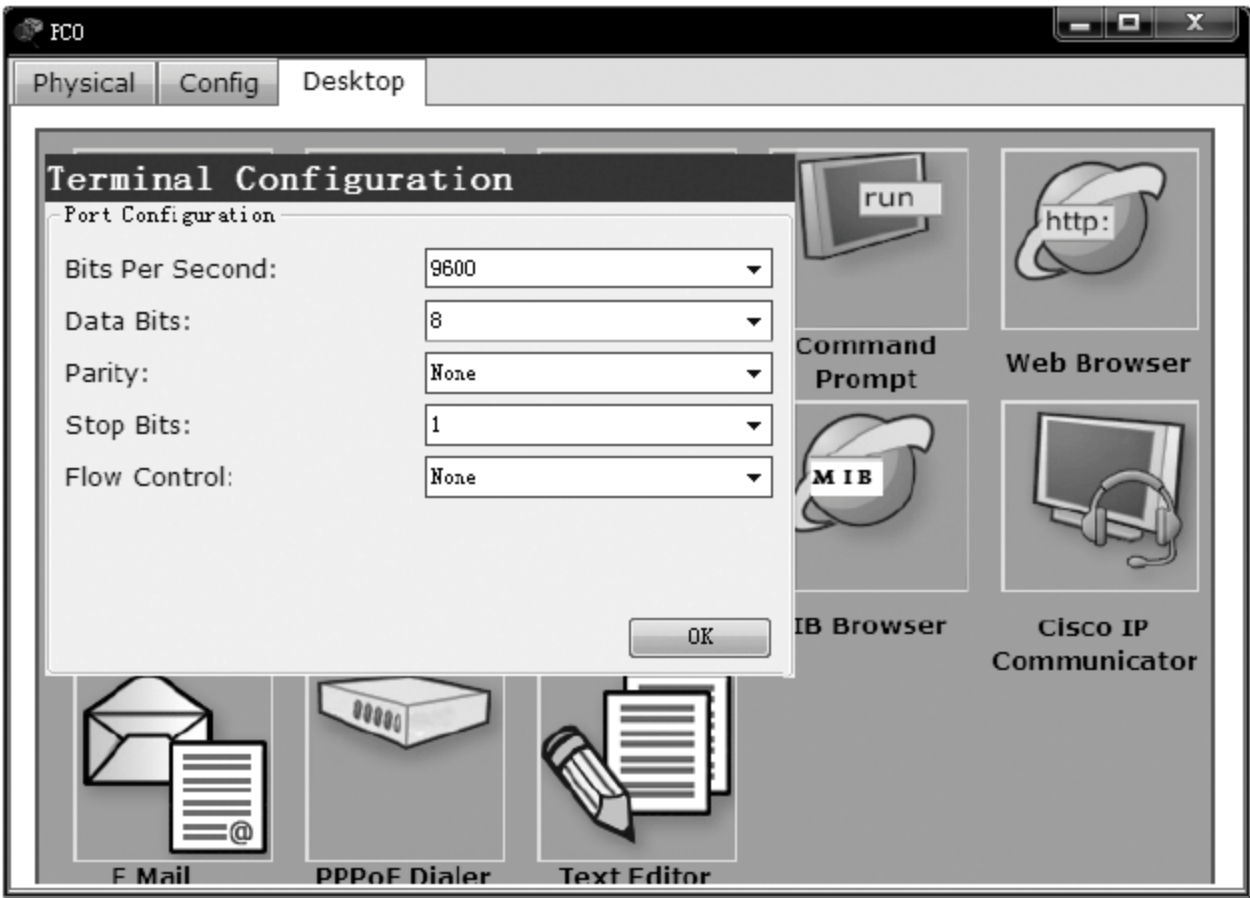 PC0
Physical
Config
Desktop
Terminal Configuration
Port Configuration
Bits Per Second:
9600
Data Bits:
8
Parity:
None
Stop Bits:
1
Flow Control:
None
OK
run
Command
Prompt
http:
Web Browser
MIB
IB Browser
Cisco IP
Communicator
@
E Mail
PPPoE Dialer
Text Editor